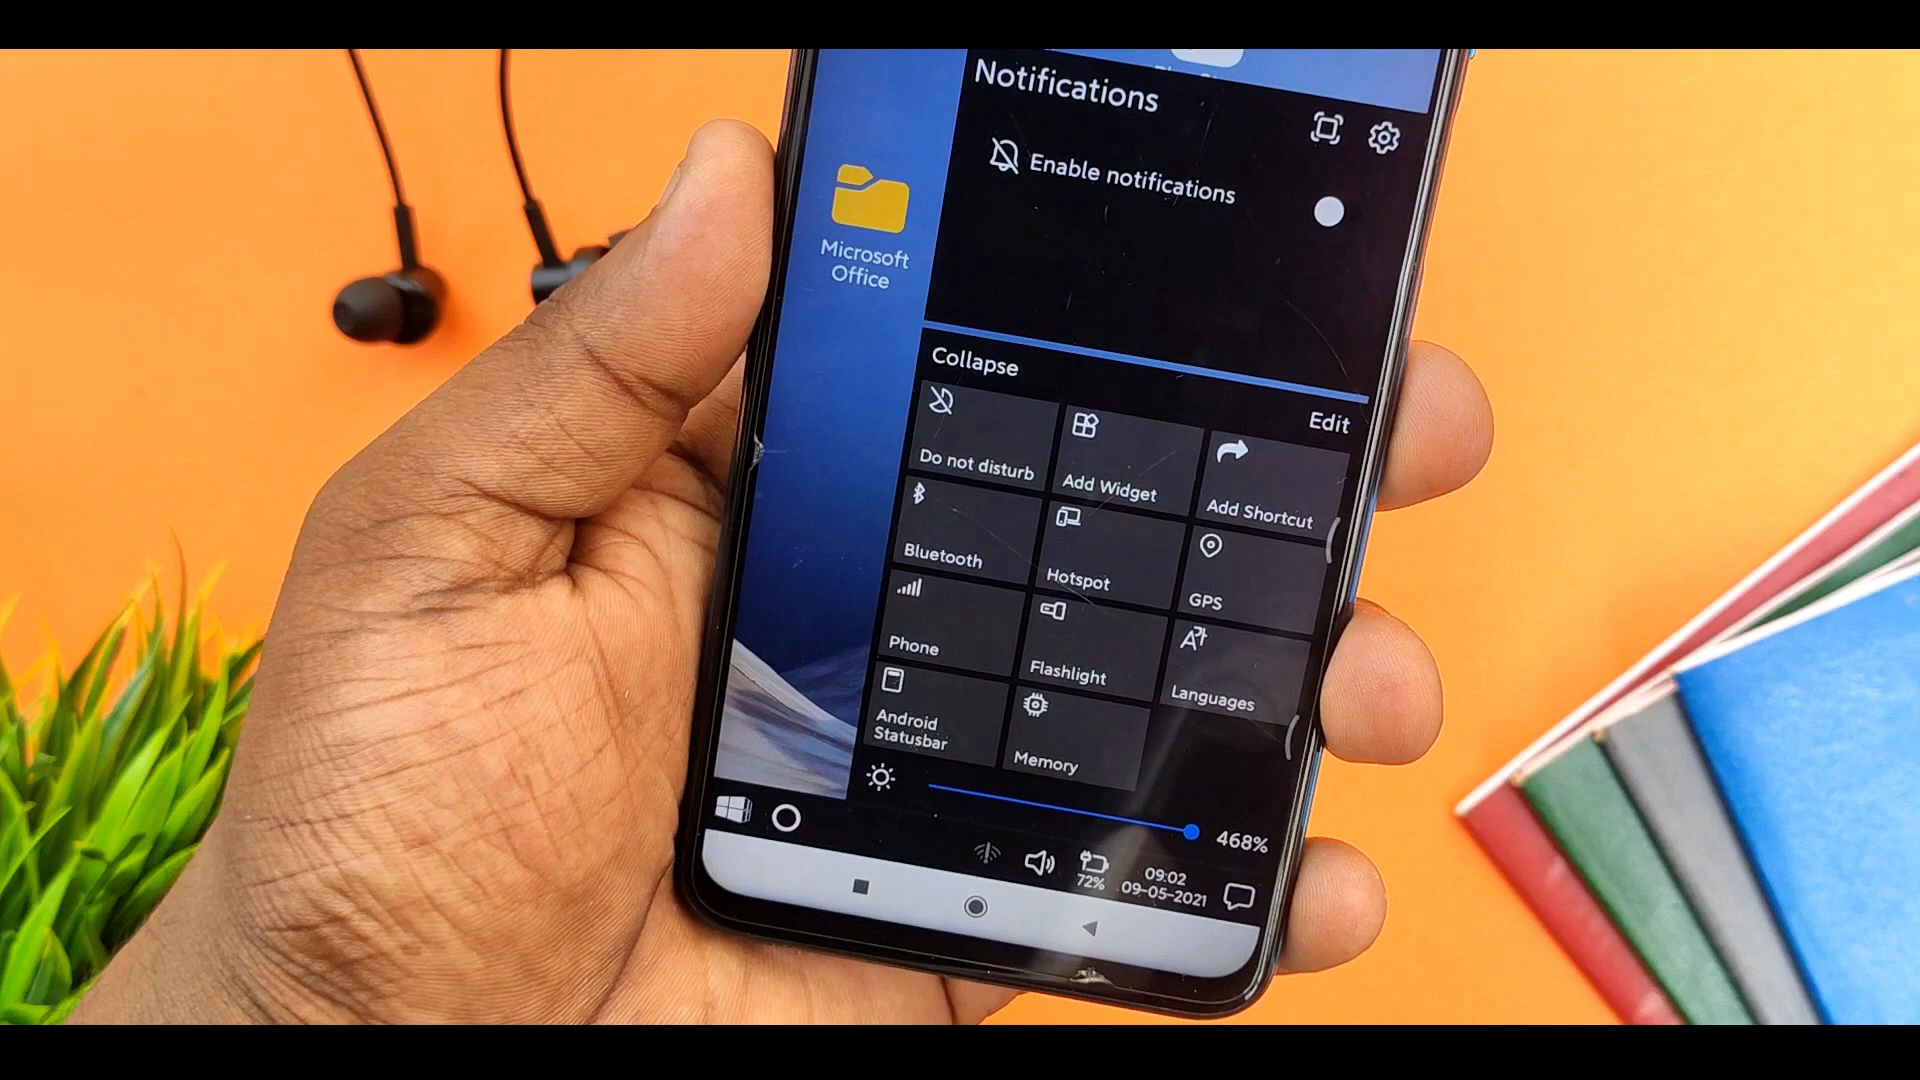 Notifications
Enable notifications
Microsoft
Office
Collapse
Edit
Do not disturb
Add Widget
Add Shortcut
Bluetooth
Hotspot
GPS
Phone
Flashlight
Languages
Android
Statusbar
Memory
468%
72%
09:02
09-05-2021